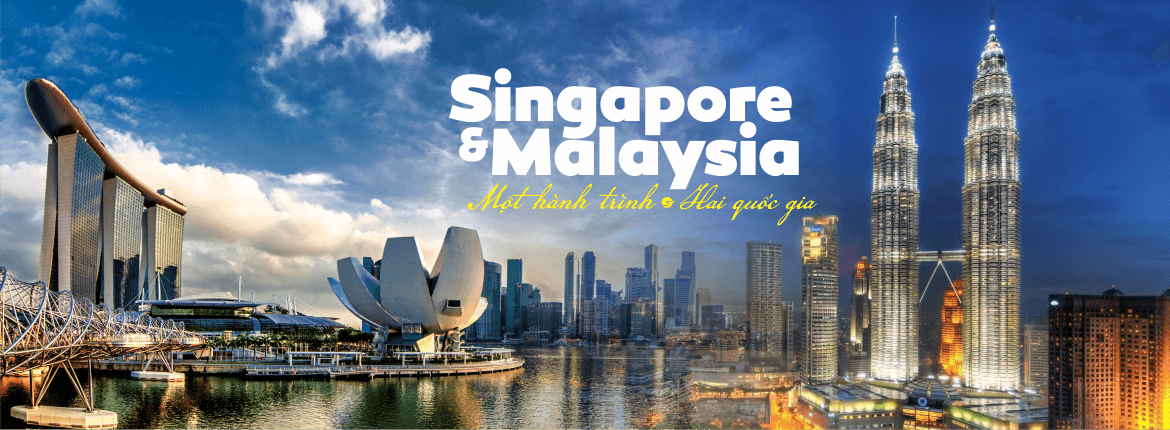 Singapore
& Malaysia
Một hành trình Hai quốc gia